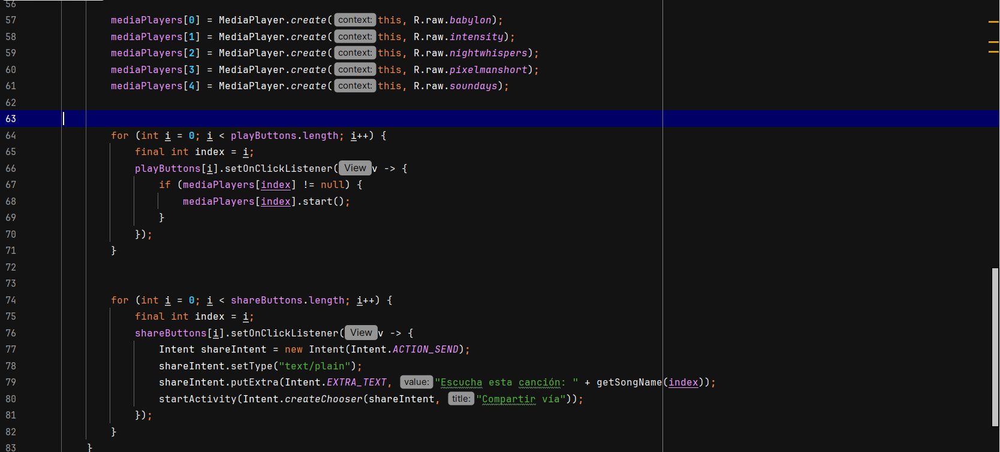 56
57 mediaPlayers[0] = MediaPlayer.create( context: this, R.raw.babylon);
58 mediaPlayers[1] = MediaPlayer.create( context: this, R.raw.intensity);
59 mediaPlayers[2] = MediaPlayer.create( context: this, R.raw.nightwhispers);
60 mediaPlayers[3] = MediaPlayer.create( context: this, R.raw.pixelmanshort);
61 mediaPlayers[4] = MediaPlayer.create( context: this, R.raw.soundays);
62
63
64 for (int i = 0; i < playButtons.length; i++) {
65 final int index = i;
66 playButtons[i].setOnClickListener( View v -> {
67 if (mediaPlayers[index] != null) {
68 mediaPlayers[index].start();
69 }
70 });
71 }
72
73
74 for (int i = 0; i < shareButtons.length; i++) {
75 final int index = i;
76 shareButtons[i].setOnClickListener( View v -> {
77 Intent shareIntent = new Intent(Intent.ACTION_SEND);
78 shareIntent.setType("text/plain");
79 shareIntent.putExtra(Intent.EXTRA_TEXT, value: "Escucha esta canción: " + getSongName(index));
80 startActivity(Intent.createChooser(shareIntent, title: "Compartir vía"));
81 });
82 }
83 }